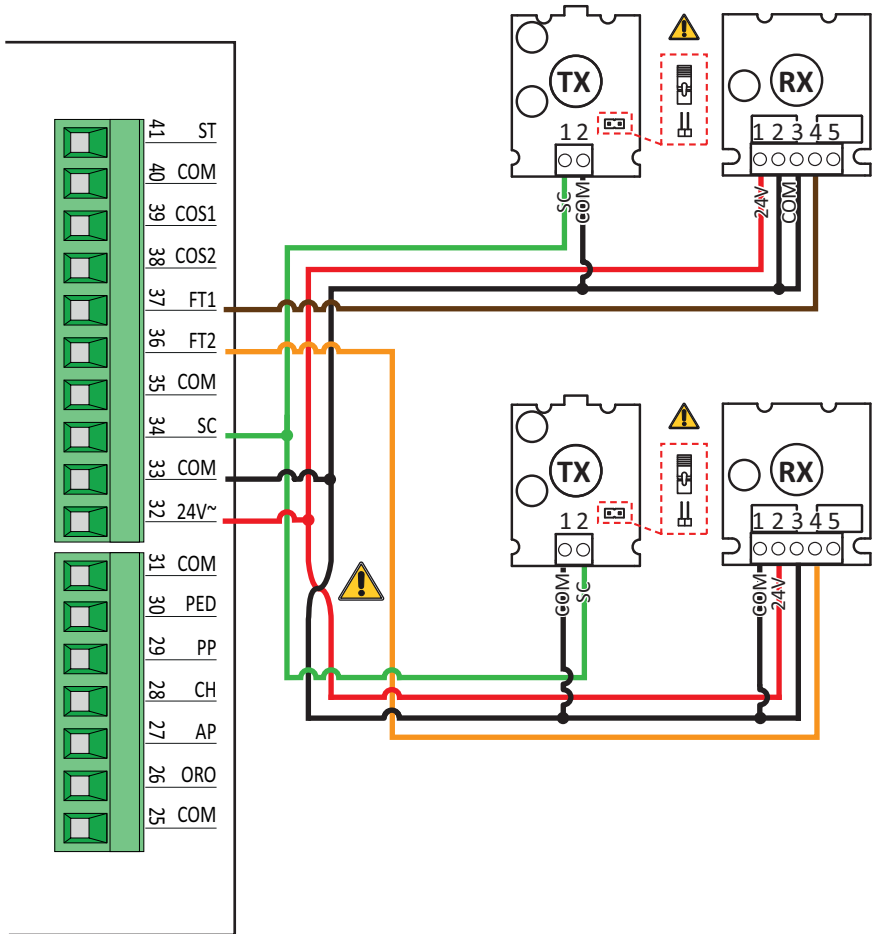 41 ST
40 COM
39 COS1
38 COS2
37 FT1
36 FT2
35 COM
34 SC
33 COM
32 24V~
31 COM
30 PED
29 PP
28 CH
27 AP
26 ORO
25 COM
TX
1 2
SC
COM
RX
1 2 3 4 5
24V
COM
TX
1 2
COM
SC
RX
1 2 3 4 5
COM
24V